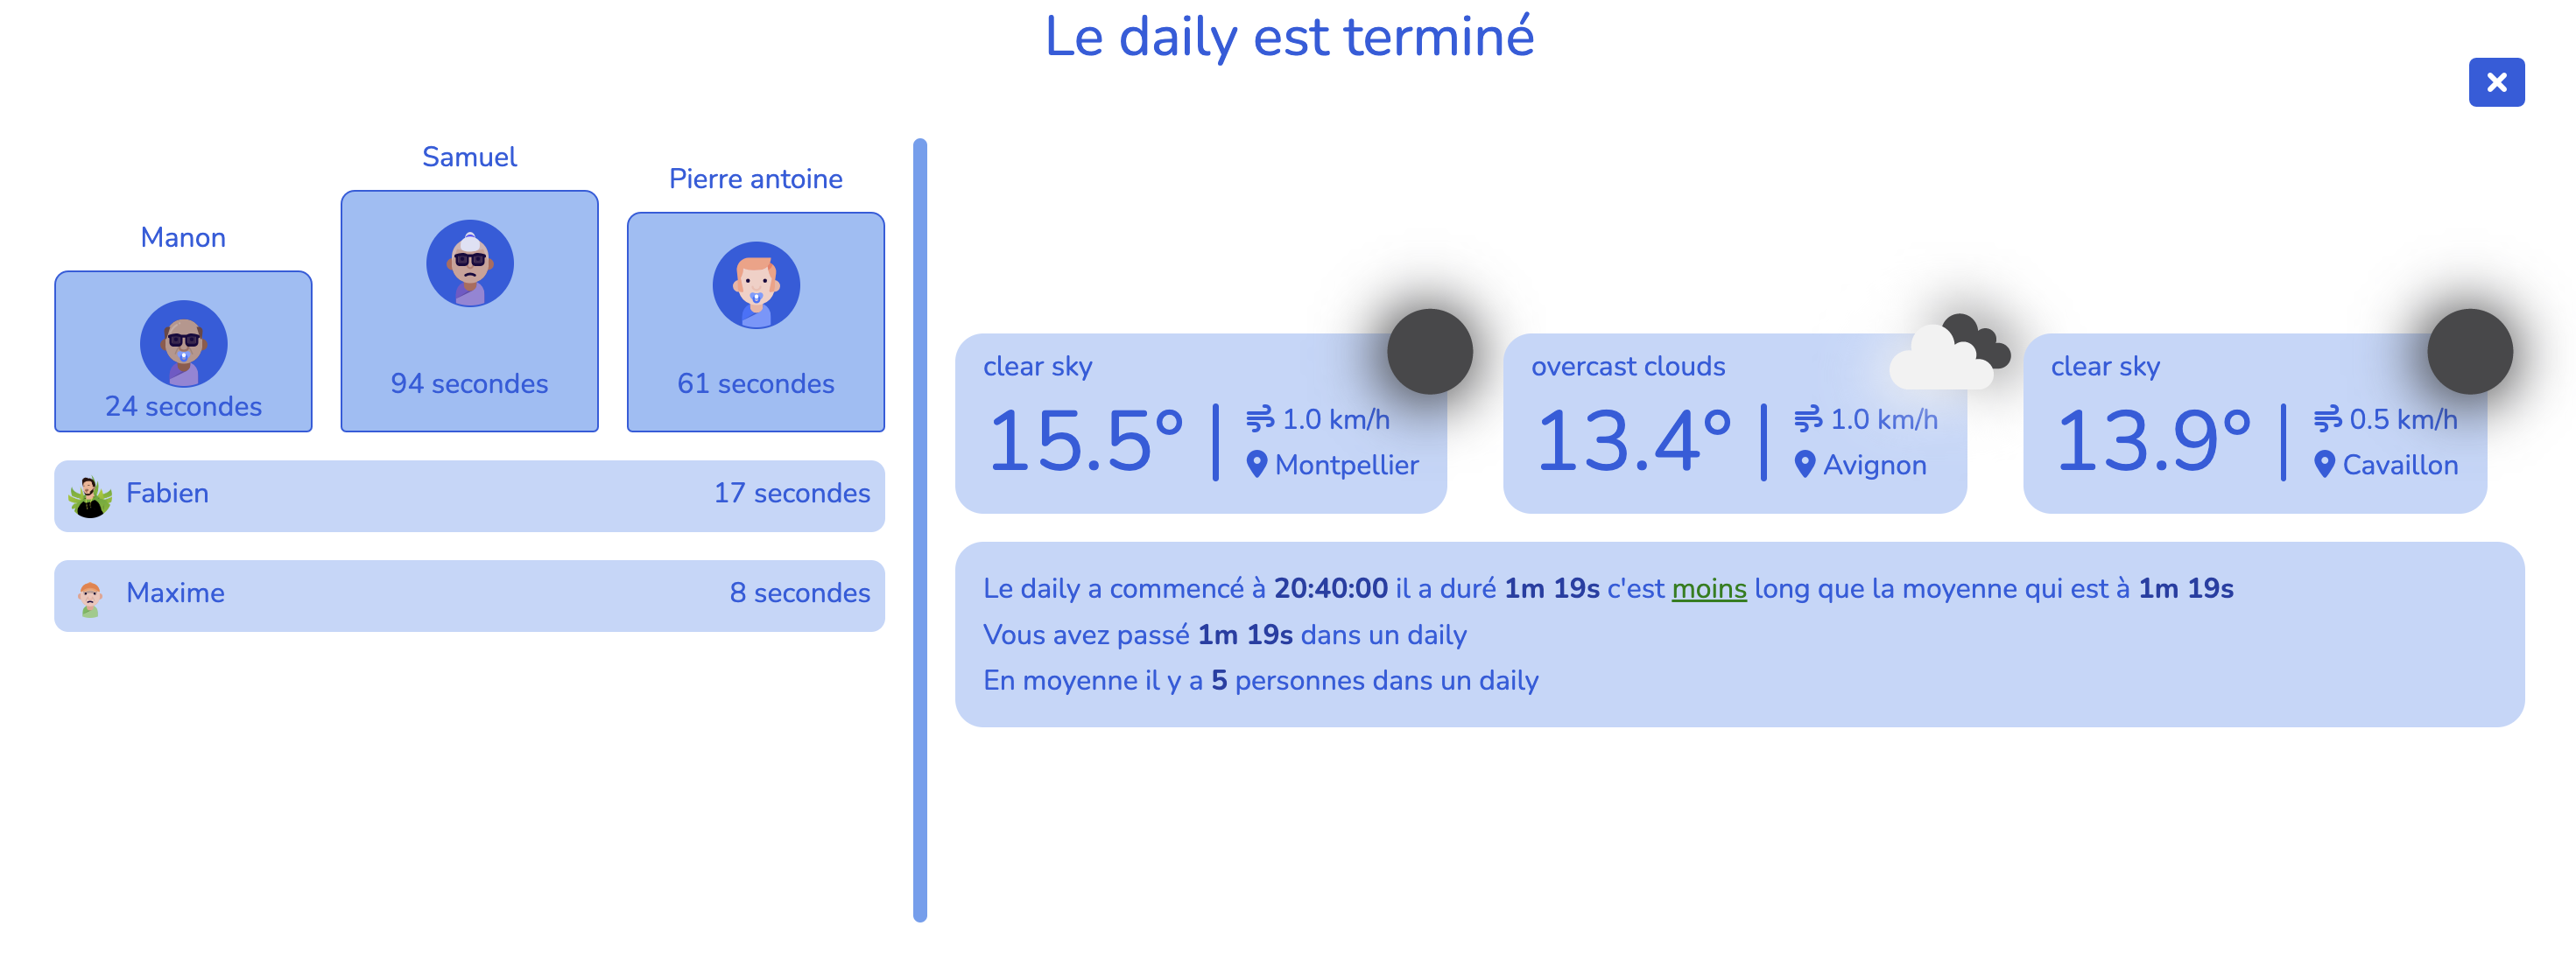 Le daily est terminé
Samuel
Pierre antoine
Manon
94 secondes
61 secondes
24 secondes
Fabien
17 secondes
Maxime
8 secondes
clear sky
15.5°
1.0 km/h
Montpellier
overcast clouds
13.4°
1.0 km/h
Avignon
clear sky
13.9°
0.5 km/h
Cavaillon
Le daily a commencé à 20:40:00 il a duré 1m 19s c'est moins long que la moyenne qui est à 1m 19s
Vous avez passé 1m 19s dans un daily
En moyenne il y a 5 personnes dans un daily